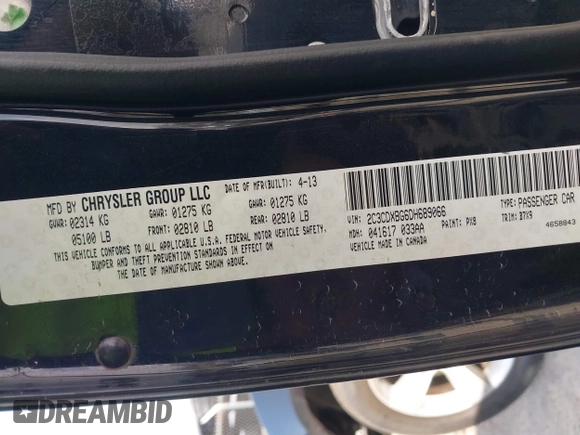 MFD BY CHRYSLER GROUP LLC DATE OF MFR(BUILT): 4-13
GVWR: 02314 KG GAWR: 01275 KG GAWR: 01275 KG
05100 LB FRONT: 02810 LB REAR: 02810 LB
THIS VEHICLE CONFORMS TO ALL APPLICABLE U.S.A. FEDERAL MOTOR VEHICLE SAFETY,
BUMPER AND THEFT PREVENTION STANDARDS IN EFFECT ON
THE DATE OF MANUFACTURE SHOWN ABOVE.
VIN: 2C3CDXBG6DH689066 TYPE: PASSENGER CAR
MDH: 041617 033AA PAINT: PX8 TRIM: B7X9
MADE IN CANADA 4658843
DREAMBID